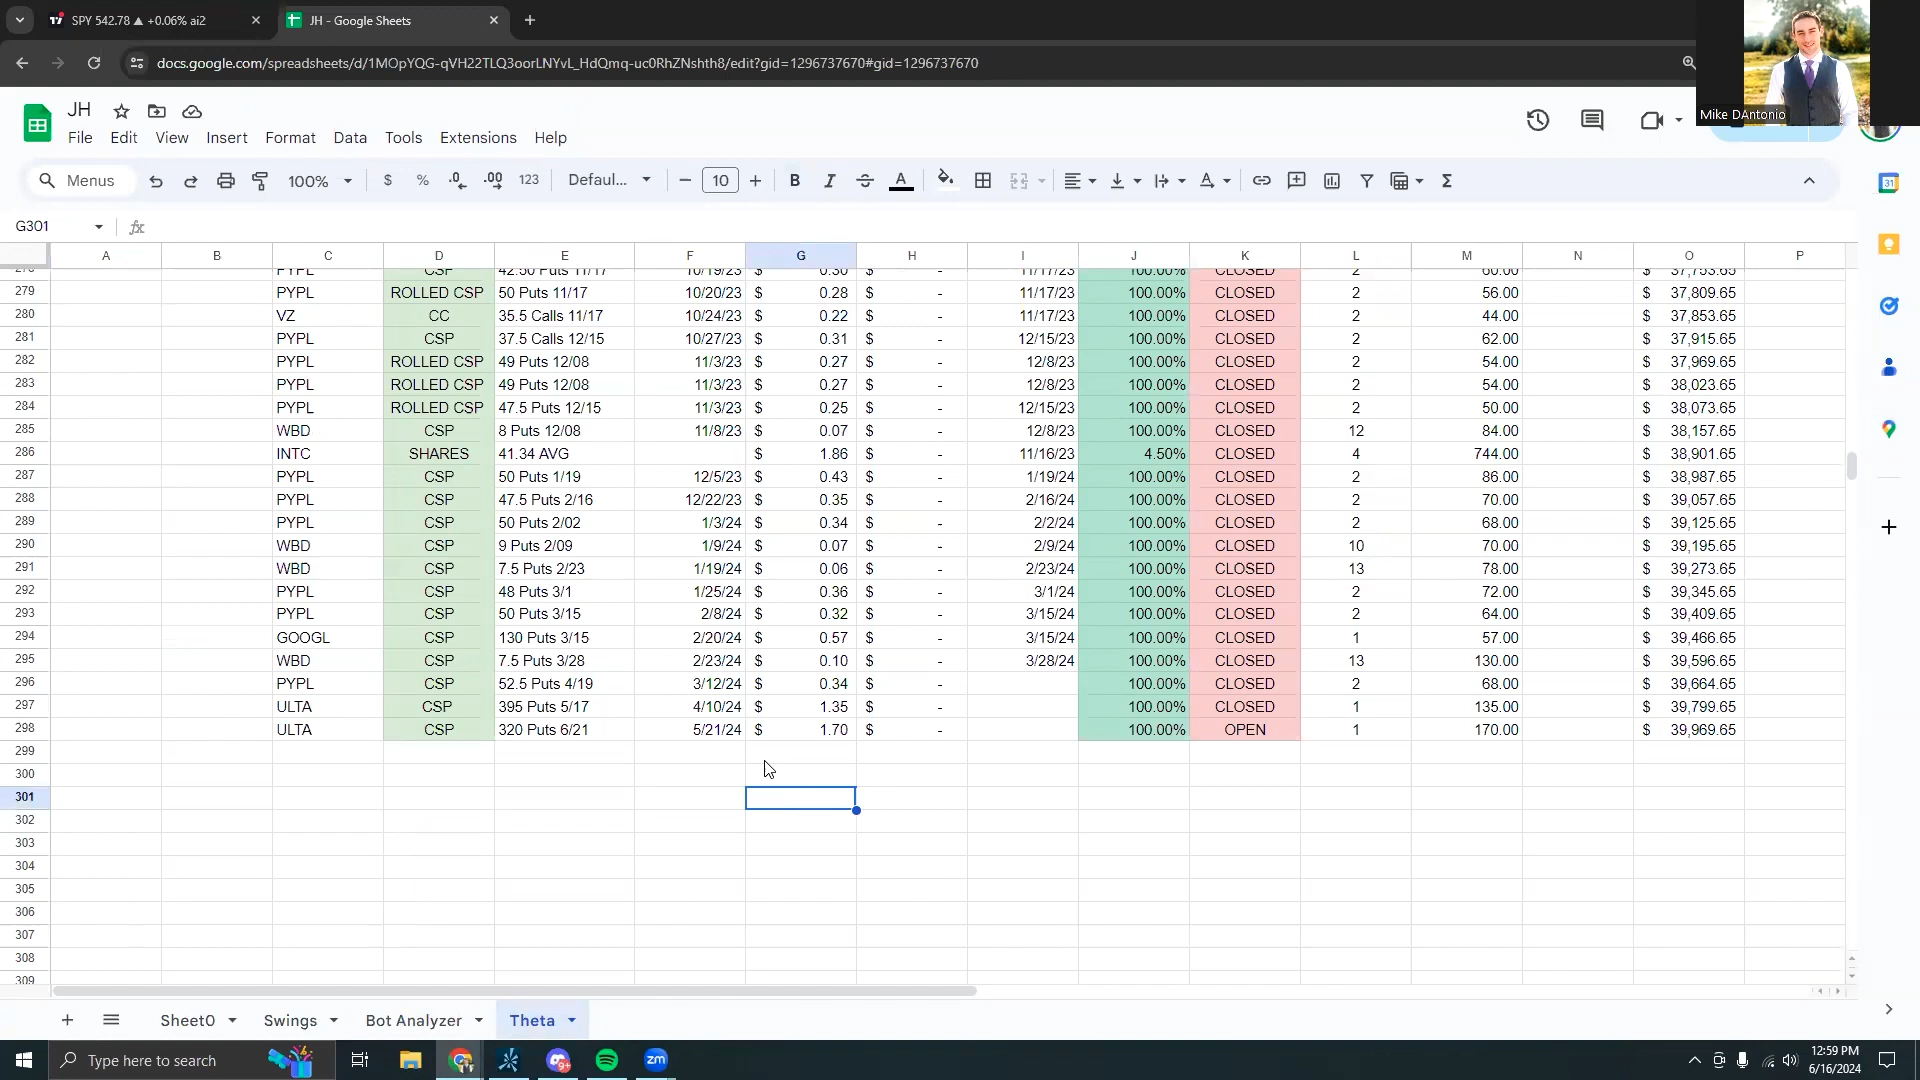 SPY 542.78 ▲ +0.06% ai2
JH - Google Sheets
docs.google.com/spreadsheets/d/1MOpYQG-qVH22TLQ3oorLNYvL_HdQmq-uc0RhZNshth8/edit?gid=1296737670#gid=1296737670
Mike DAntonio
JH
File Edit View Insert Format Data Tools Extensions Help
Menus 100% $ % .0 .00 123 Defaul... 10 B I A Σ
31
G301 fx
A B C D E F G H I J K L M N O P
PYPL CSP 42.50 Puts 11/17 10/19/23 $ 0.30 $ - 11/17/23 100.00% CLOSED 2 60.00 $ 37,753.65
279 PYPL ROLLED CSP 50 Puts 11/17 10/20/23 $ 0.28 $ - 11/17/23 100.00% CLOSED 2 56.00 $ 37,809.65
280 VZ CC 35.5 Calls 11/17 10/24/23 $ 0.22 $ - 11/17/23 100.00% CLOSED 2 44.00 $ 37,853.65
281 PYPL CSP 37.5 Calls 12/15 10/27/23 $ 0.31 $ - 12/15/23 100.00% CLOSED 2 62.00 $ 37,915.65
282 PYPL ROLLED CSP 49 Puts 12/08 11/3/23 $ 0.27 $ - 12/8/23 100.00% CLOSED 2 54.00 $ 37,969.65
283 PYPL ROLLED CSP 49 Puts 12/08 11/3/23 $ 0.27 $ - 12/8/23 100.00% CLOSED 2 54.00 $ 38,023.65
284 PYPL ROLLED CSP 47.5 Puts 12/15 11/3/23 $ 0.25 $ - 12/15/23 100.00% CLOSED 2 50.00 $ 38,073.65
285 WBD CSP 8 Puts 12/08 11/8/23 $ 0.07 $ - 12/8/23 100.00% CLOSED 12 84.00 $ 38,157.65
286 INTC SHARES 41.34 AVG $ 1.86 $ - 11/16/23 4.50% CLOSED 4 744.00 $ 38,901.65
287 PYPL CSP 50 Puts 1/19 12/5/23 $ 0.43 $ - 1/19/24 100.00% CLOSED 2 86.00 $ 38,987.65
288 PYPL CSP 47.5 Puts 2/16 12/22/23 $ 0.35 $ - 2/16/24 100.00% CLOSED 2 70.00 $ 39,057.65
289 PYPL CSP 50 Puts 2/02 1/3/24 $ 0.34 $ - 2/2/24 100.00% CLOSED 2 68.00 $ 39,125.65
290 WBD CSP 9 Puts 2/09 1/9/24 $ 0.07 $ - 2/9/24 100.00% CLOSED 10 70.00 $ 39,195.65
291 WBD CSP 7.5 Puts 2/23 1/19/24 $ 0.06 $ - 2/23/24 100.00% CLOSED 13 78.00 $ 39,273.65
292 PYPL CSP 48 Puts 3/1 1/25/24 $ 0.36 $ - 3/1/24 100.00% CLOSED 2 72.00 $ 39,345.65
293 PYPL CSP 50 Puts 3/15 2/8/24 $ 0.32 $ - 3/15/24 100.00% CLOSED 2 64.00 $ 39,409.65
294 GOOGL CSP 130 Puts 3/15 2/20/24 $ 0.57 $ - 3/15/24 100.00% CLOSED 1 57.00 $ 39,466.65
295 WBD CSP 7.5 Puts 3/28 2/23/24 $ 0.10 $ - 3/28/24 100.00% CLOSED 13 130.00 $ 39,596.65
296 PYPL CSP 52.5 Puts 4/19 3/12/24 $ 0.34 $ - 100.00% CLOSED 2 68.00 $ 39,664.65
297 ULTA CSP 395 Puts 5/17 4/10/24 $ 1.35 $ - 100.00% CLOSED 1 135.00 $ 39,799.65
298 ULTA CSP 320 Puts 6/21 5/21/24 $ 1.70 $ - 100.00% OPEN 1 170.00 $ 39,969.65
299
300
301
302
303
304
305
306
307
308
309
Sheet0 Swings Bot Analyzer Theta
Type here to search
zm
12:59 PM
6/16/2024